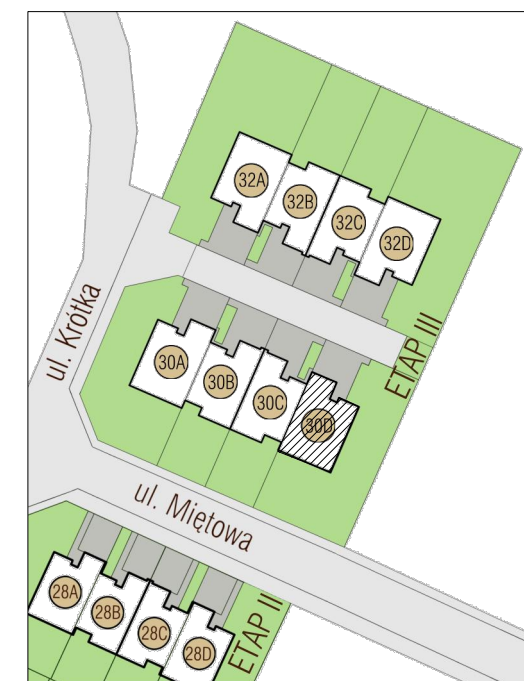 32A
32B
32C
32D
ETAP III
ul. Krótka
30A
30B
30C
30D
ul. Miętowa
28A
28B
28C
28D
ETAP II